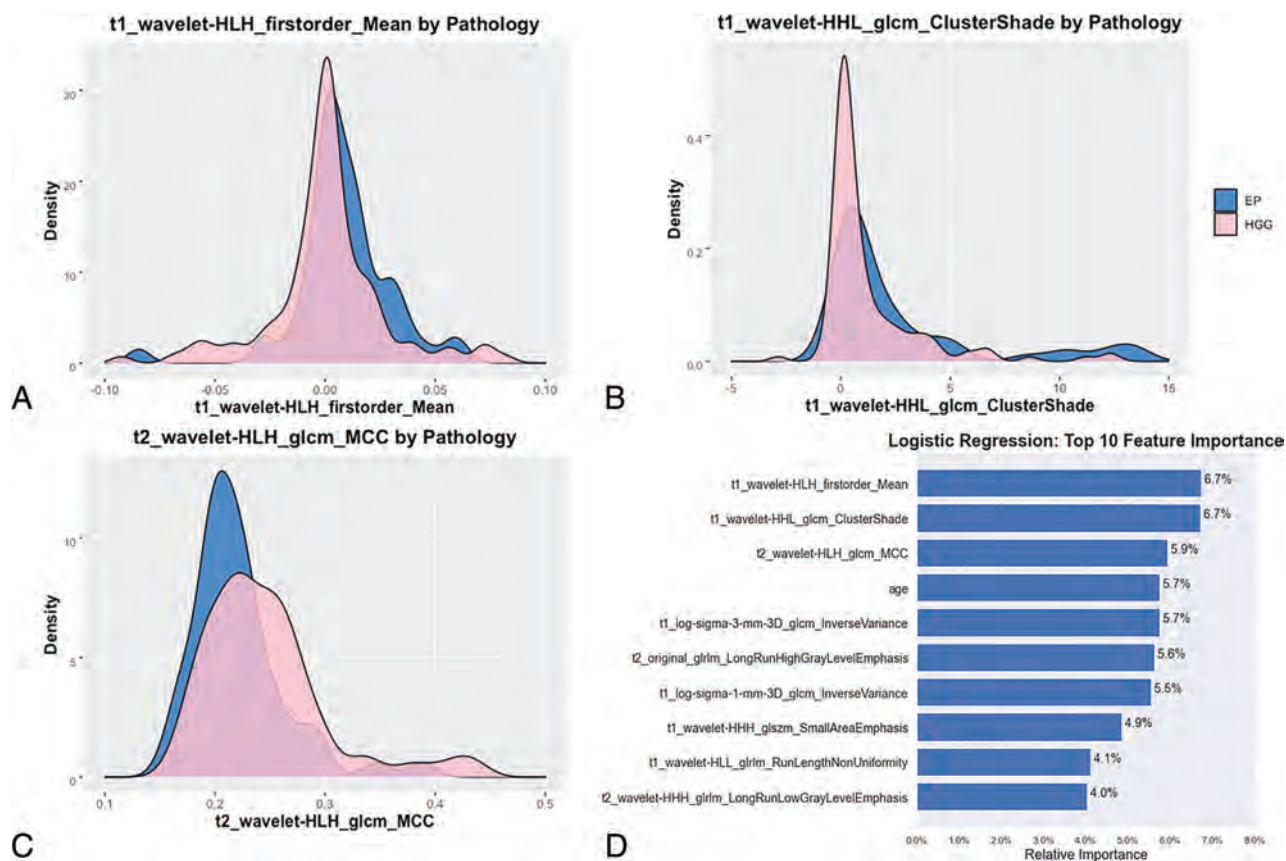 t1_wavelet-HLH_firstorder_Mean by Pathology
30
20
10
0
Density
-0.10
-0.05
0.00
0.05
0.10
t1_wavelet-HLH_firstorder_Mean
A
t1_wavelet-HHL_glcm_ClusterShade by Pathology
0.4
0.2
0.0
Density
-5
0
5
10
15
t1_wavelet-HHL_glcm_ClusterShade
B
EP
HGG
t2_wavelet-HLH_glcm_MCC by Pathology
10
5
0
Density
0.1
0.2
0.3
0.4
0.5
t2_wavelet-HLH_glcm_MCC
C
Logistic Regression: Top 10 Feature Importance
t1_wavelet-HLH_firstorder_Mean 6.7%
t1_wavelet-HHL_glcm_ClusterShade 6.7%
t2_wavelet-HLH_glcm_MCC 5.9%
age 5.7%
t1_log-sigma-3-mm-3D_glcm_InverseVariance 5.7%
t2_original_glrlm_LongRunHighGrayLevelEmphasis 5.6%
t1_log-sigma-1-mm-3D_glcm_InverseVariance 5.5%
t1_wavelet-HHH_glszm_SmallAreaEmphasis 4.9%
t1_wavelet-HLL_glrlm_RunLengthNonUniformity 4.1%
t2_wavelet-HHH_glrlm_LongRunLowGrayLevelEmphasis 4.0%
0.0% 1.0% 2.0% 3.0% 4.0% 5.0% 6.0% 7.0% 8.0%
Relative Importance
D